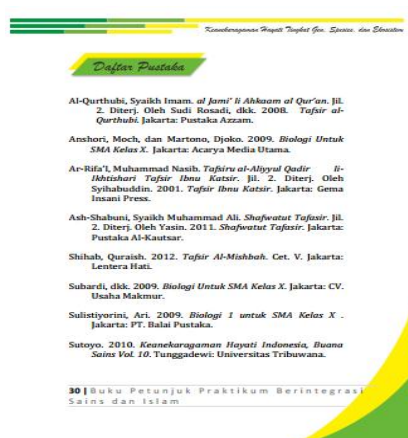 Keanekaragaman Hayati Tingkat Gen, Spesies, dan Ekosistem
Daftar Pustaka
Al-Qurthubi, Syaikh Imam. al Jami' li Ahkaam al Qur'an. Jil.
2. Diterj. Oleh Sudi Rosadi, dkk. 2008. Tafsir al-
Qurthubi. Jakarta: Pustaka Azzam.
Anshori, Moch, dan Martono, Djoko. 2009. Biologi Untuk
SMA Kelas X. Jakarta: Acarya Media Utama.
Ar-Rifa'I, Muhammad Nasib. Tafsiru al-Aliyyul Qadir li-
Ikhtishari Tafsir Ibnu Katsir. Jil. 2. Diterj. Oleh
Syihabuddin. 2001. Tafsir Ibnu Katsir. Jakarta: Gema
Insani Press.
Ash-Shabuni, Syaikh Muhammad Ali. Shafwatut Tafasir. Jil.
2. Diterj. Oleh Yasin. 2011. Shafwatut Tafasir. Jakarta:
Pustaka Al-Kautsar.
Shihab, Quraish. 2012. Tafsir Al-Mishbah. Cet. V. Jakarta:
Lentera Hati.
Subardi, dkk. 2009. Biologi Untuk SMA Kelas X. Jakarta: CV.
Usaha Makmur.
Sulistiyorini, Ari. 2009. Biologi 1 untuk SMA Kelas X .
Jakarta: PT. Balai Pustaka.
Sutoyo. 2010. Keanekaragaman Hayati Indonesia, Buana
Sains Vol. 10. Tunggadewi: Universitas Tribuwana.
30 | Buku Petunjuk Praktikum Berintegrasi
Sains dan Islam